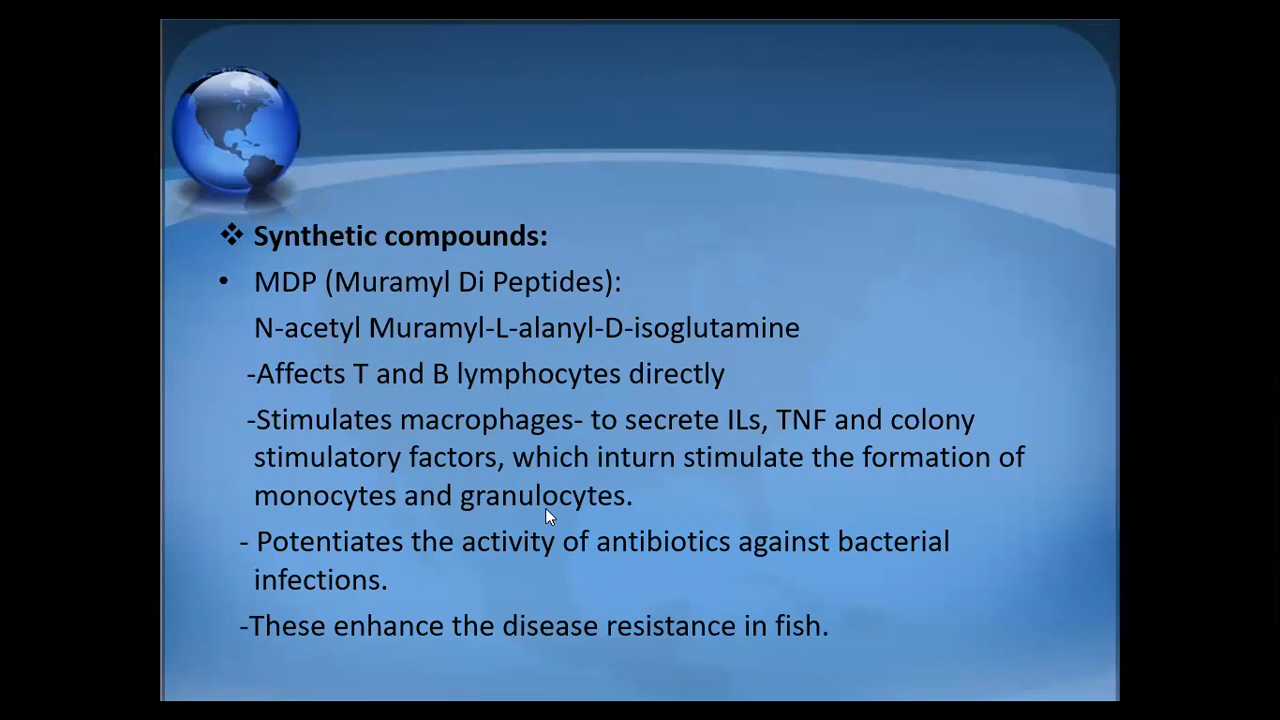 ❖ Synthetic compounds:
• MDP (Muramyl Di Peptides):
N-acetyl Muramyl-L-alanyl-D-isoglutamine
-Affects T and B lymphocytes directly
-Stimulates macrophages- to secrete ILs, TNF and colony
stimulatory factors, which inturn stimulate the formation of
monocytes and granulocytes.
- Potentiates the activity of antibiotics against bacterial
infections.
-These enhance the disease resistance in fish.